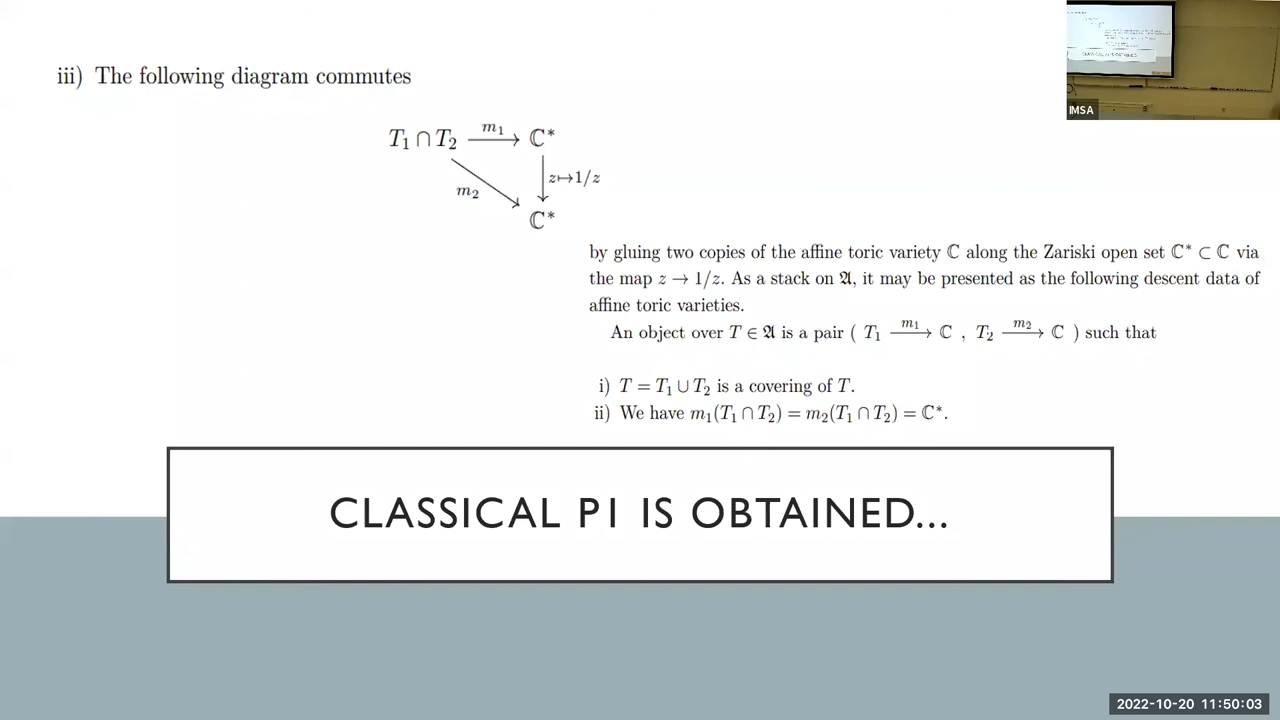 iii) The following diagram commutes
T₁ ∩ T₂ —m₁→ ℂ*
m₂
z↦1/z
ℂ*
by gluing two copies of the affine toric variety ℂ along the Zariski open set ℂ* ⊂ ℂ via
the map z → 1/z. As a stack on 𝔄, it may be presented as the following descent data of
affine toric varieties.
An object over T ∈ 𝔄 is a pair ( T₁ —m₁→ ℂ , T₂ —m₂→ ℂ ) such that
i) T = T₁ ∪ T₂ is a covering of T.
ii) We have m₁(T₁ ∩ T₂) = m₂(T₁ ∩ T₂) = ℂ*.
CLASSICAL P1 IS OBTAINED...
IMSA
2022-10-20 11:50:03